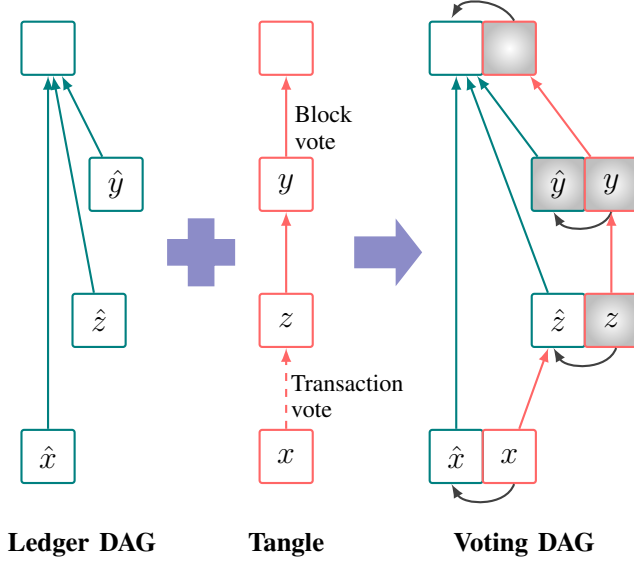 Block
vote
ŷ
y
ŷ
y
ẑ
z
ẑ
z
Transaction
vote
x̂
x
x̂
x
Ledger DAG
Tangle
Voting DAG